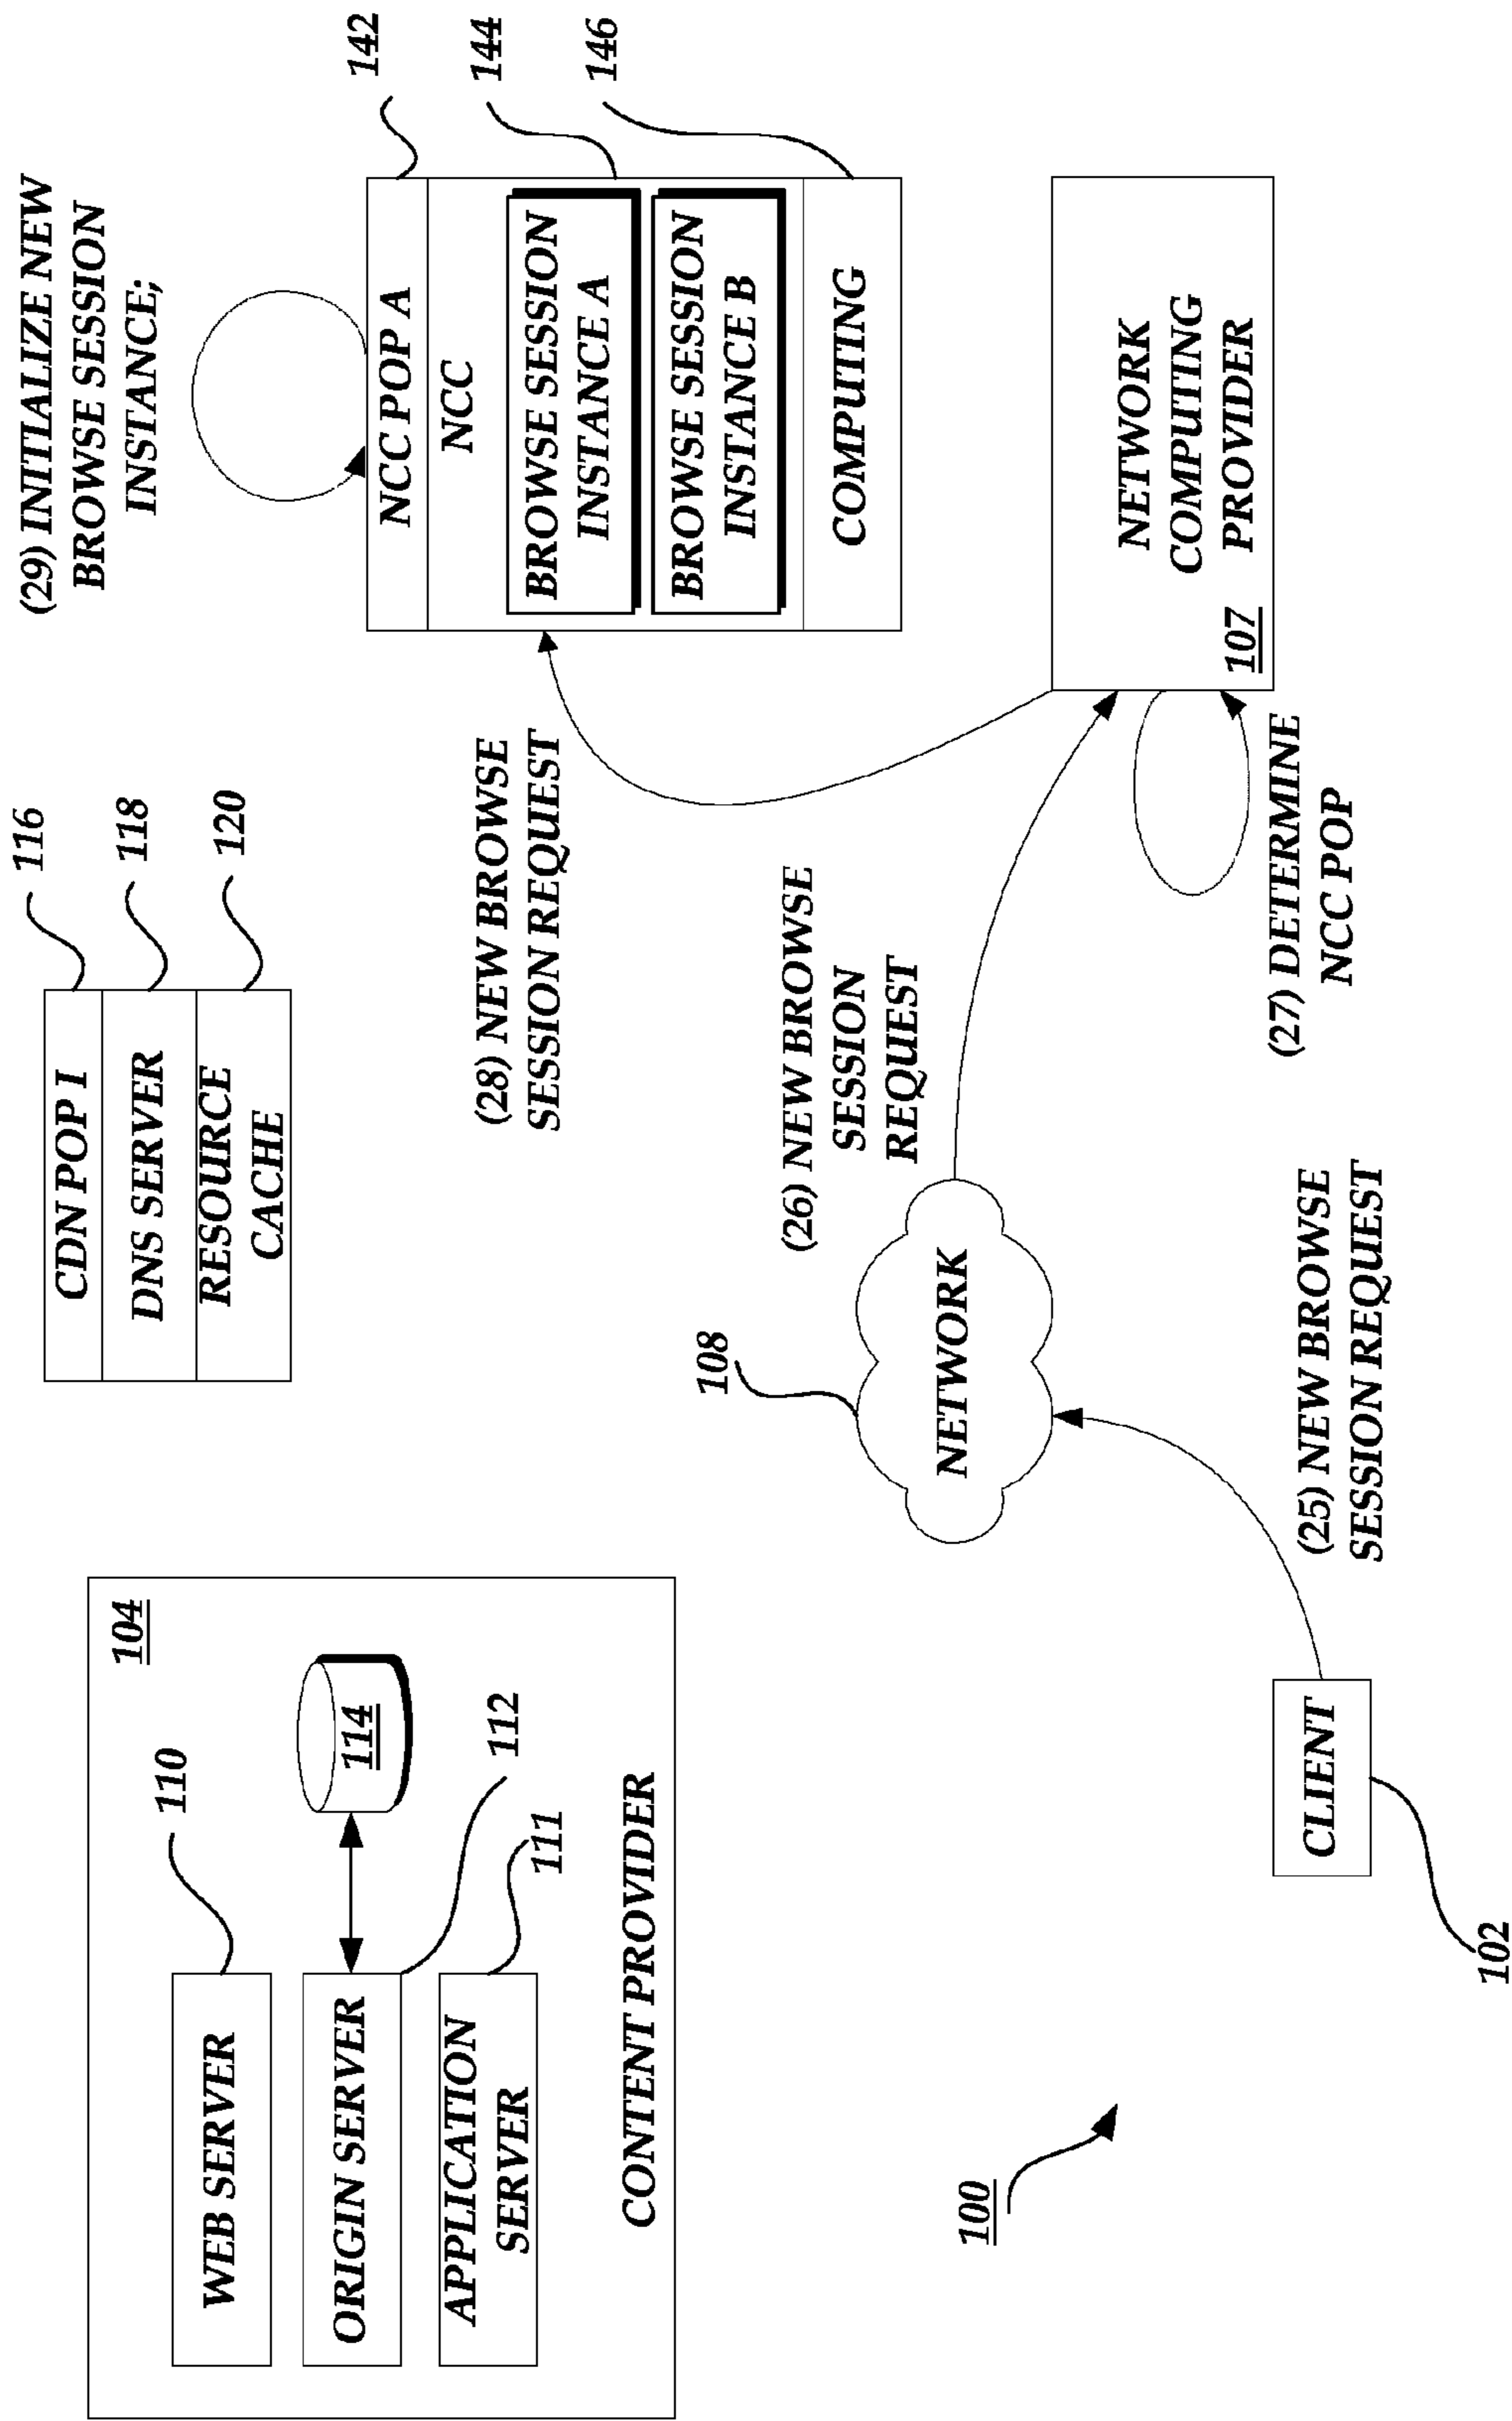 104
110
WEB SERVER
ORIGIN SERVER
114
112
APPLICATION
SERVER
111
CONTENT PROVIDER
116
CDN POP 1
118
DNS SERVER
120
RESOURCE
CACHE
(29) INITIALIZE NEW
BROWSE SESSION
INSTANCE;
142
NCC POP A
NCC
144
BROWSE SESSION
INSTANCE A
146
BROWSE SESSION
INSTANCE B
COMPUTING
(28) NEW BROWSE
SESSION REQUEST
108
NETWORK
(26) NEW BROWSE
SESSION
REQUEST
NETWORK
COMPUTING
PROVIDER
107
(27) DETERMINE
NCC POP
(25) NEW BROWSE
SESSION REQUEST
CLIENT
102
100